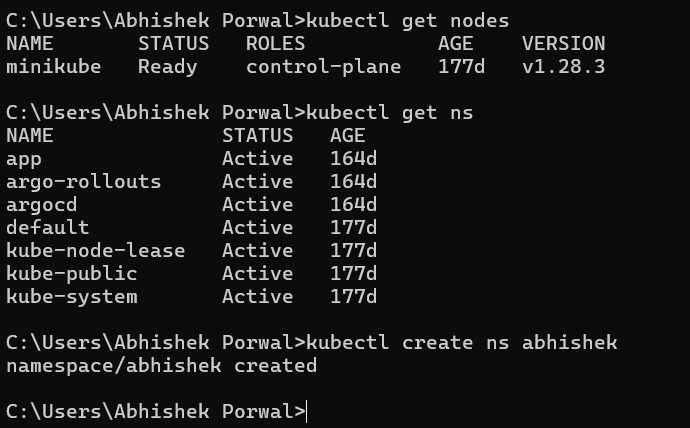 C:\Users\Abhishek Porwal>kubectl get nodes
NAME       STATUS   ROLES           AGE    VERSION
minikube   Ready    control-plane   177d   v1.28.3
C:\Users\Abhishek Porwal>kubectl get ns
NAME              STATUS   AGE
app               Active   164d
argo-rollouts     Active   164d
argocd            Active   164d
default           Active   177d
kube-node-lease   Active   177d
kube-public       Active   177d
kube-system       Active   177d
C:\Users\Abhishek Porwal>kubectl create ns abhishek
namespace/abhishek created
C:\Users\Abhishek Porwal>